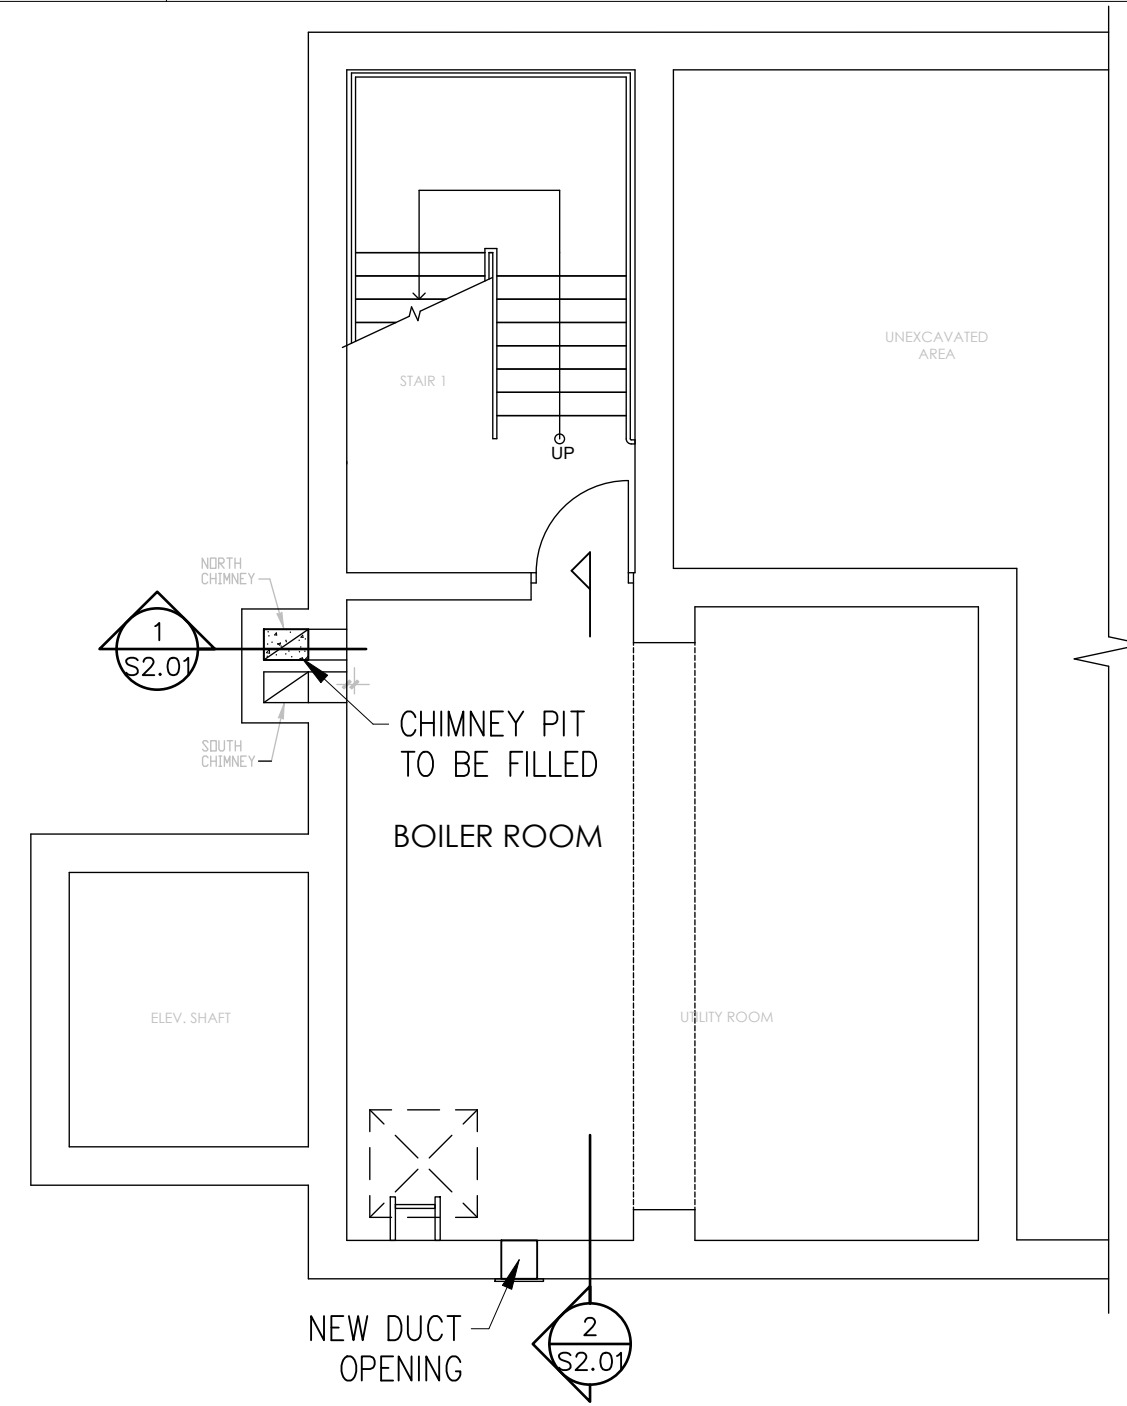 UNEXCAVATED
AREA
STAIR 1
UP
NORTH
CHIMNEY
1
S2.01
CHIMNEY PIT
TO BE FILLED
SOUTH
CHIMNEY
BOILER ROOM
ELEV. SHAFT
UTILITY ROOM
NEW DUCT
OPENING
2
S2.01